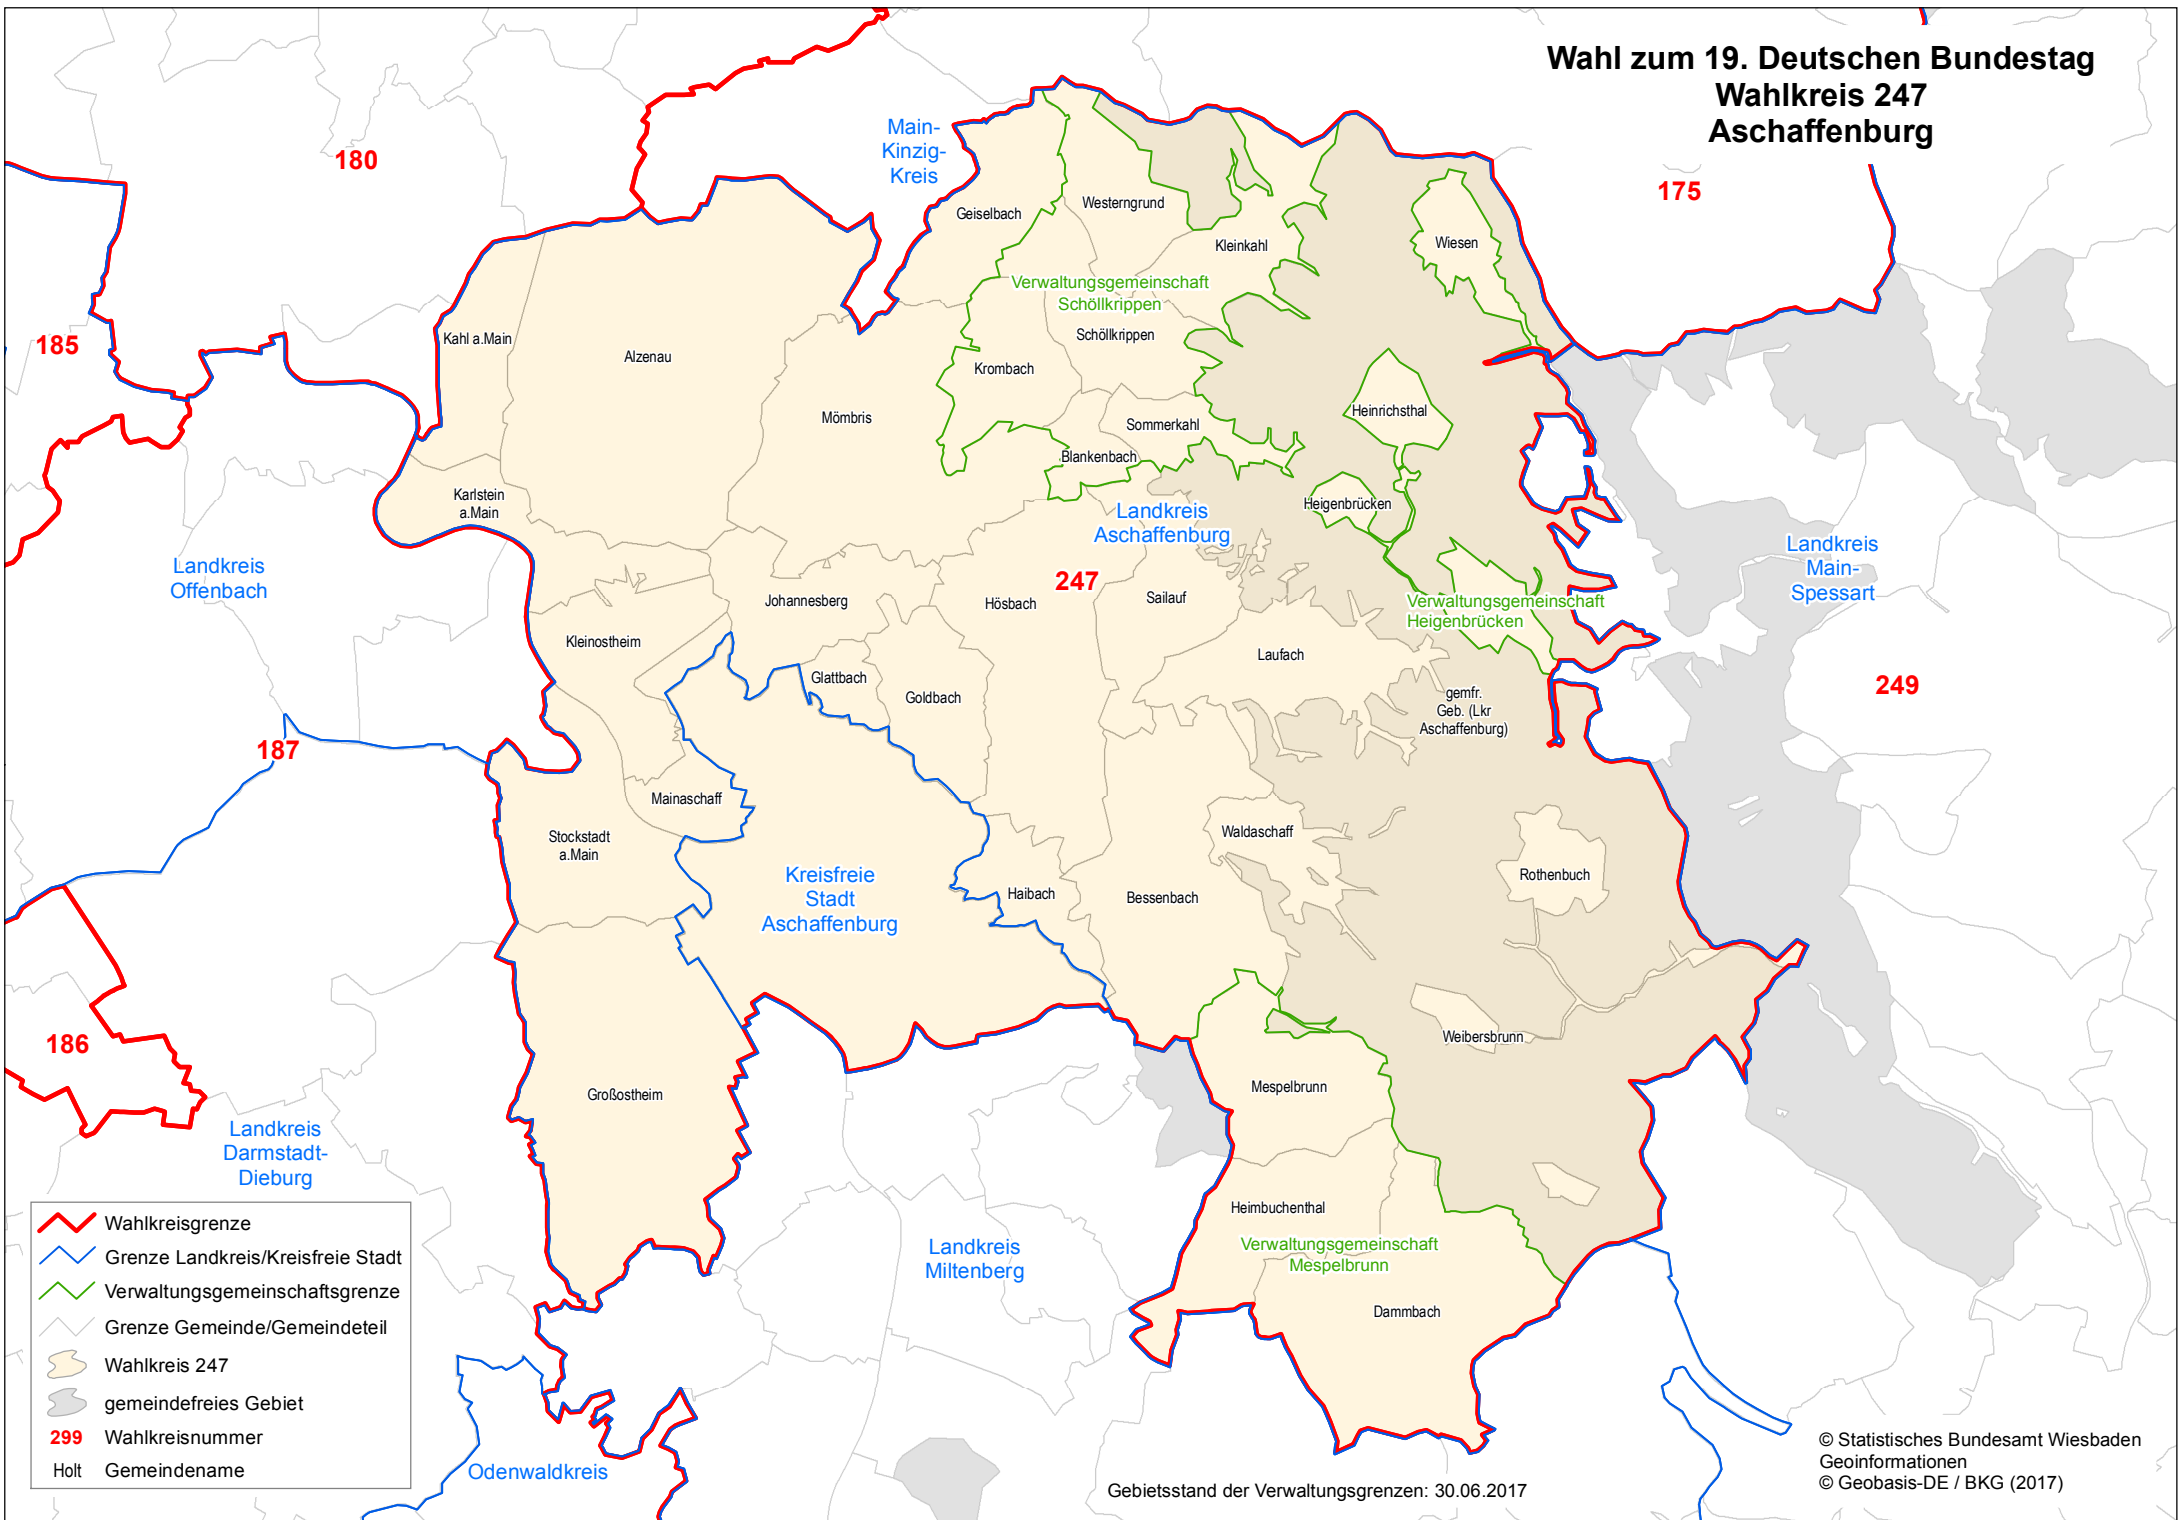 Wahl zum 19. Deutschen Bundestag
Wahlkreis 247
Aschaffenburg
180
Main-
Kinzig-
Kreis
175
Geiselbach
Westerngrund
Kleinkahl
Wiesen
Verwaltungsgemeinschaft
Schöllkrippen
185
Kahl a.Main
Alzenau
Schöllkrippen
Krombach
Mömbris
Heinrichsthal
Sommerkahl
Blankenbach
Karlstein
a.Main
Heigenbrücken
Landkreis
Aschaffenburg
Landkreis
Offenbach
Landkreis
Main-
Spessart
247
Johannesberg
Hösbach
Sailauf
Verwaltungsgemeinschaft
Heigenbrücken
Kleinostheim
Laufach
Glattbach
Goldbach
gemfr.
Geb. (Lkr
Aschaffenburg)
249
187
Mainaschaff
Stockstadt
a.Main
Waldaschaff
Kreisfreie
Stadt
Aschaffenburg
Haibach
Bessenbach
Rothenbuch
186
Weibersbrunn
Großostheim
Mespelbrunn
Landkreis
Darmstadt-
Dieburg
Heimbuchenthal
Verwaltungsgemeinschaft
Mespelbrunn
Landkreis
Miltenberg
Dammbach
Wahlkreisgrenze
Grenze Landkreis/Kreisfreie Stadt
Verwaltungsgemeinschaftsgrenze
Grenze Gemeinde/Gemeindeteil
Wahlkreis 247
gemeindefreies Gebiet
299 Wahlkreisnummer
Holt Gemeindename
Odenwaldkreis
Gebietsstand der Verwaltungsgrenzen: 30.06.2017
© Statistisches Bundesamt Wiesbaden
Geoinformationen
© Geobasis-DE / BKG (2017)